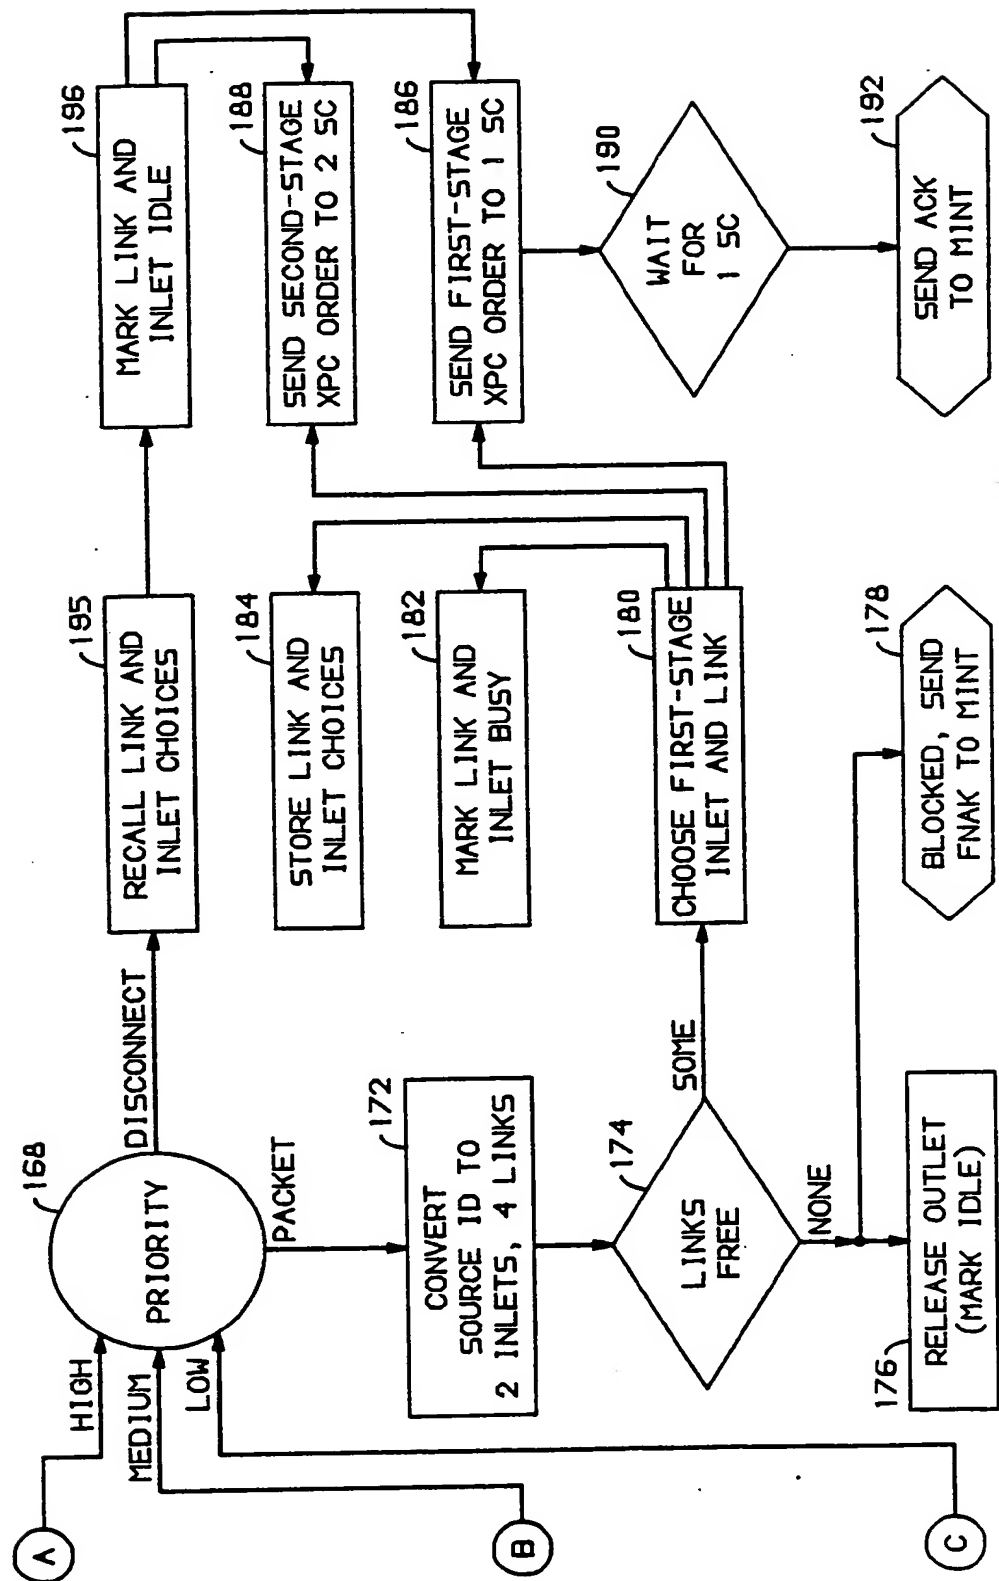 A
B
C
HIGH
MEDIUM
LOW
168
PRIORITY
DISCONNECT
PACKET
195
RECALL LINK AND
INLET CHOICES
196
MARK LINK AND
INLET IDLE
184
STORE LINK AND
INLET CHOICES
188
SEND SECOND-STAGE
XPC ORDER TO 2 SC
172
CONVERT
SOURCE ID TO
2 INLETS, 4 LINKS
182
MARK LINK AND
INLET BUSY
186
SEND FIRST-STAGE
XPC ORDER TO 1 SC
174
LINKS
FREE
SOME
NONE
180
CHOOSE FIRST-STAGE
INLET AND LINK
190
WAIT
FOR
1 SC
176
RELEASE OUTLET
(MARK IDLE)
178
BLOCKED, SEND
FNAK TO MINT
192
SEND ACK
TO MINT